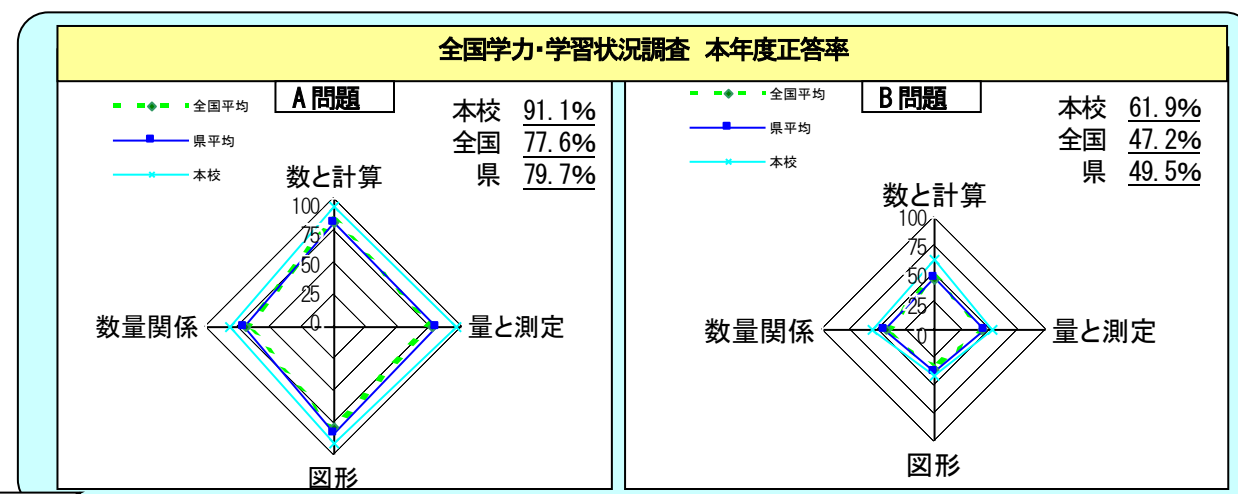 全国学力・学習状況調査 本年度正答率
A問題
全国平均
県平均
本校
本校 91.1%
全国 77.6%
県 79.7%
数と計算
100
75
50
25
0
数量関係
量と測定
図形
B問題
全国平均
県平均
本校
本校 61.9%
全国 47.2%
県 49.5%
数と計算
100
75
50
25
0
数量関係
量と測定
図形